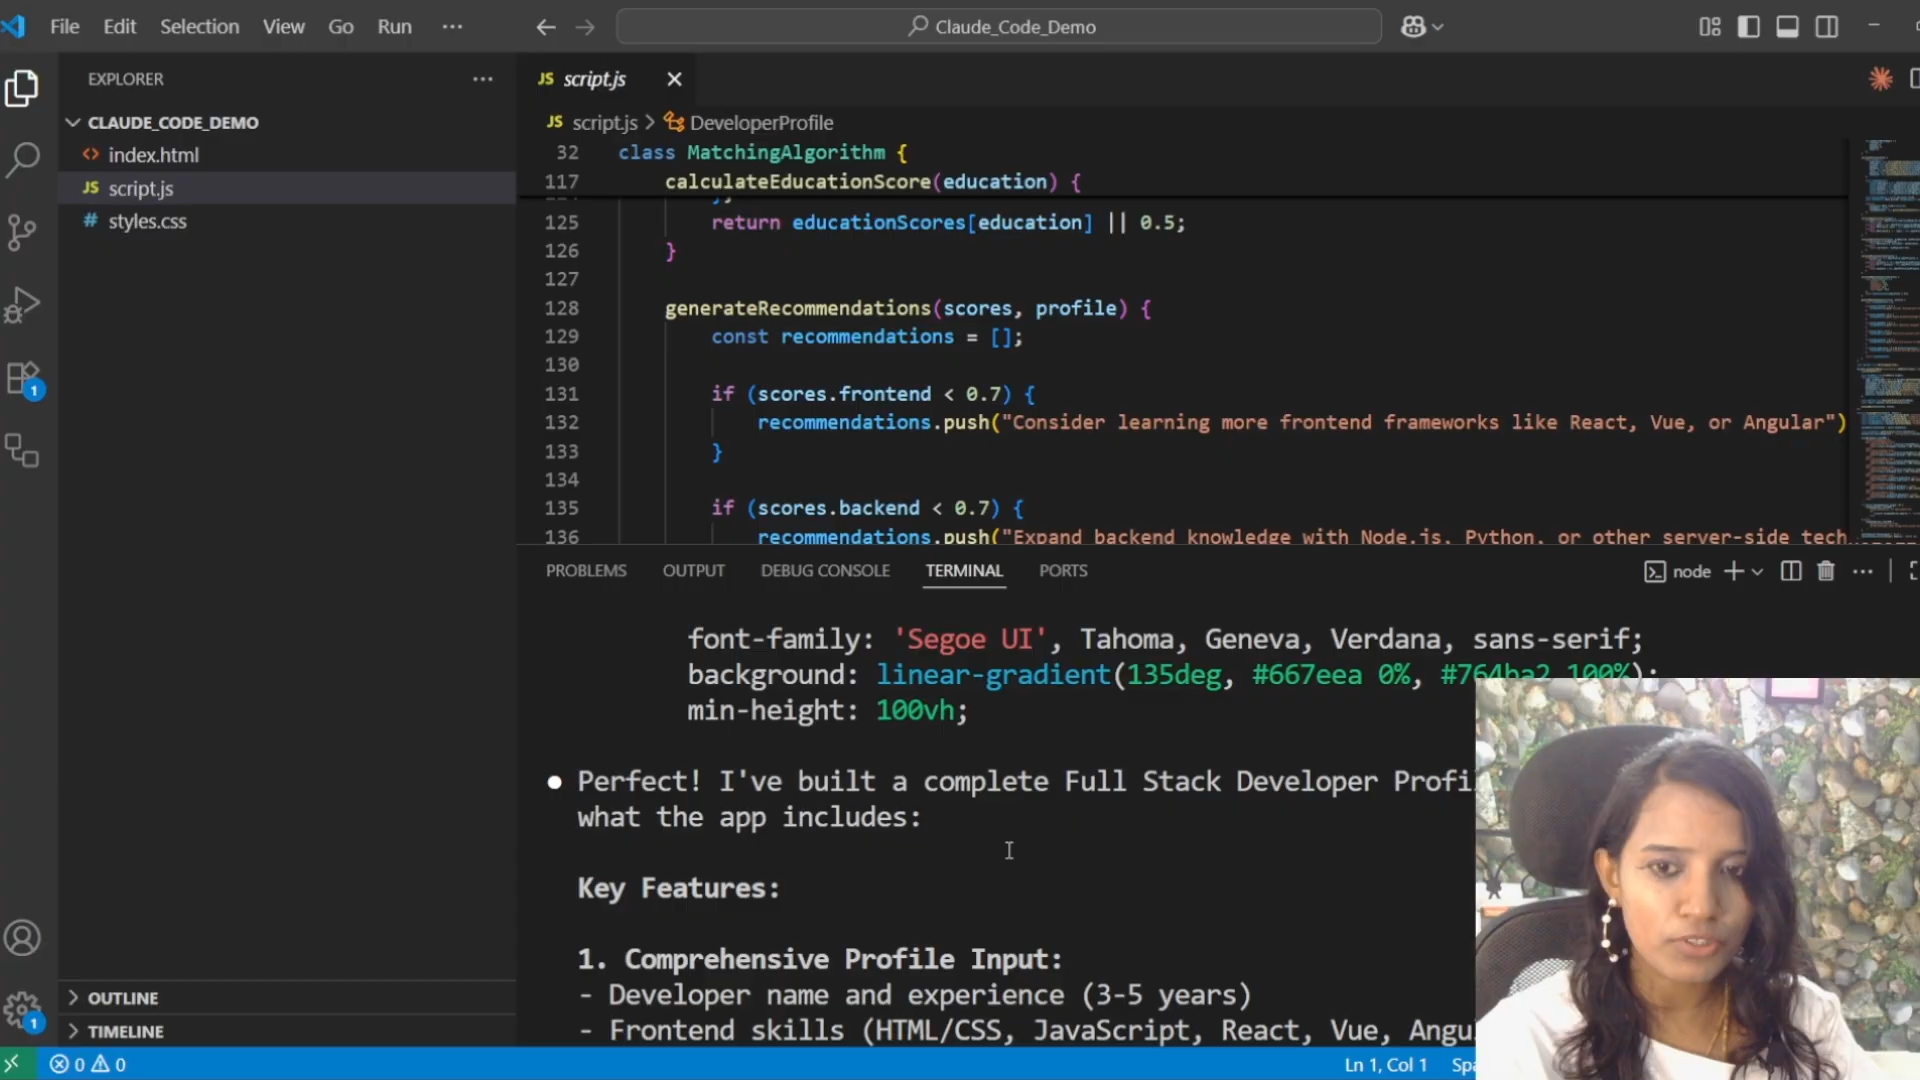 File Edit Selection View Go Run ...
Claude_Code_Demo
EXPLORER
CLAUDE_CODE_DEMO
<> index.html
JS script.js
# styles.css
OUTLINE
TIMELINE
JS script.js
JS script.js > DeveloperProfile
32 class MatchingAlgorithm {
117 calculateEducationScore(education) {
125 return educationScores[education] || 0.5;
126 }
127
128 generateRecommendations(scores, profile) {
129 const recommendations = [];
130
131 if (scores.frontend < 0.7) {
132 recommendations.push("Consider learning more frontend frameworks like React, Vue, or Angular")
133 }
134
135 if (scores.backend < 0.7) {
136 recommendations.push("Expand backend knowledge with Node.js, Python, or other server-side tech
PROBLEMS OUTPUT DEBUG CONSOLE TERMINAL PORTS
node
font-family: 'Segoe UI', Tahoma, Geneva, Verdana, sans-serif;
background: linear-gradient(135deg, #667eea 0%, #764ba2 100%);
min-height: 100vh;
● Perfect! I've built a complete Full Stack Developer Profi
what the app includes:
Key Features:
1. Comprehensive Profile Input:
- Developer name and experience (3-5 years)
- Frontend skills (HTML/CSS, JavaScript, React, Vue, Angu
1
1
0 0
Ln 1, Col 1 Spa